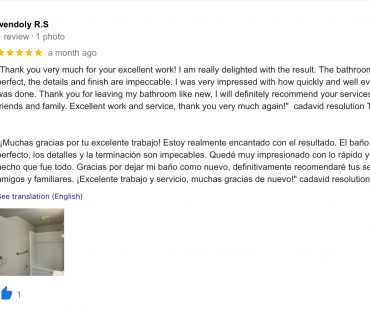 wendoly R.S
review · 1 photo
a month ago
Thank you very much for your excellent work! I am really delighted with the result. The bathroom
perfect, the details and finish are impeccable. I was very impressed with how quickly and well
was done. Thank you for leaving my bathroom like new, I will definitely recommend your services
friends and family. Excellent work and service, thank you very much again!" cadavid resolution
¡Muchas gracias por tu excelente trabajo! Estoy realmente encantado con el resultado. El baño
perfecto, los detalles y la terminación son impecables. Quedé muy impresionado con lo rápido y
hecho que fue todo. Gracias por dejar mi baño como nuevo, definitivamente recomendaré tus
amigos y familiares. ¡Excelente trabajo y servicio, muchas gracias de nuevo!" cadavid resolution
See translation (English)
1